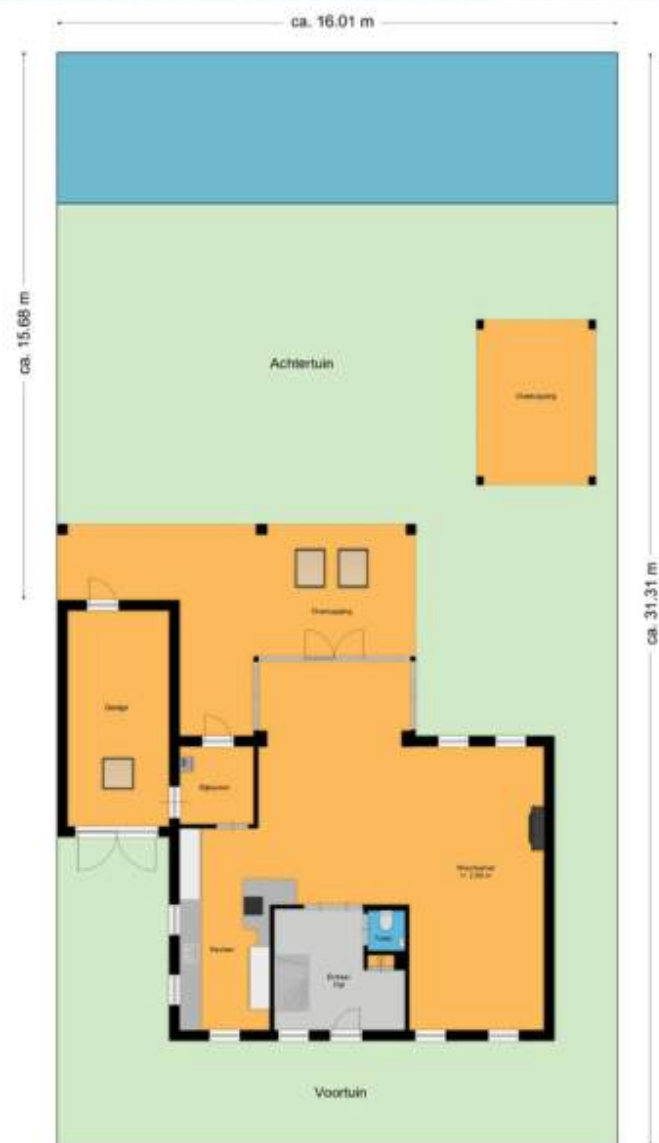 ca. 16.01 m
ca. 15.68 m
Achtertuin
Overkapping
ca. 31.31 m
Overkapping
Garage
Bijkeuken
Woonkamer
Keuken
Toilet
Entree
Hal
Voortuin